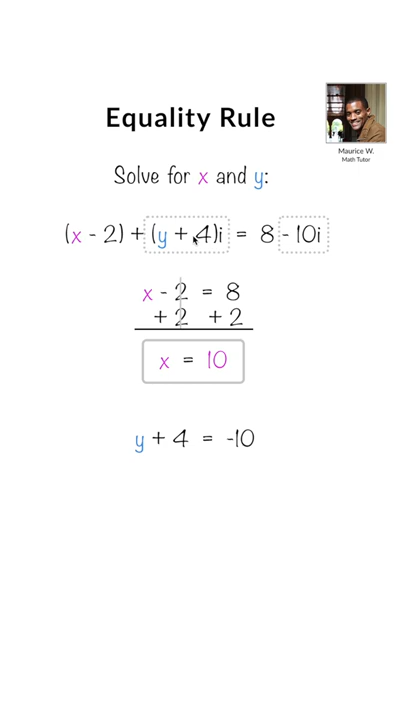 Equality Rule
Maurice W.
Math Tutor
Solve for x and y:
(x - 2) + (y + 4)i = 8 - 10i
x - 2 = 8
+ 2 + 2
x = 10
y + 4 = -10